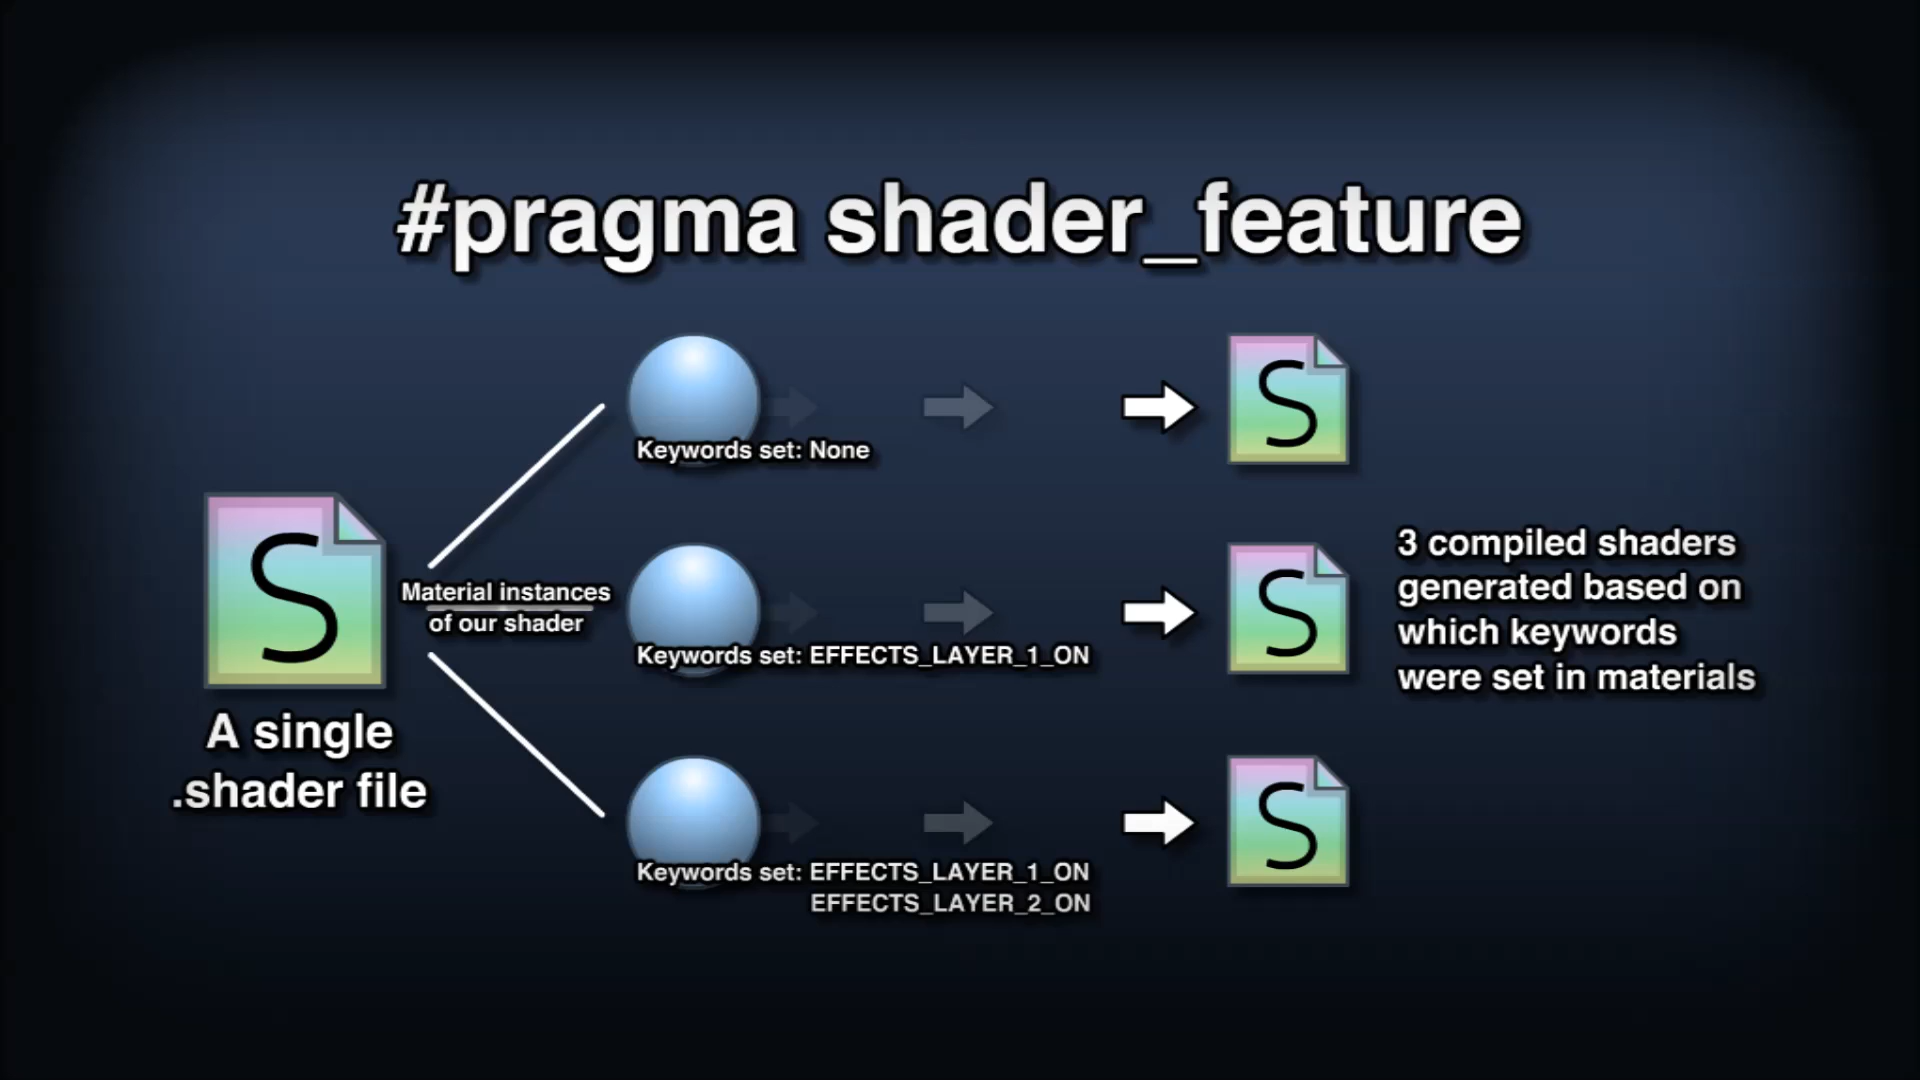 #pragma shader_feature
Keywords set: None
S
Material instances
of our shader
S
A single
.shader file
Keywords set: EFFECTS_LAYER_1_ON
S
3 compiled shaders
generated based on
which keywords
were set in materials
Keywords set: EFFECTS_LAYER_1_ON
EFFECTS_LAYER_2_ON
S